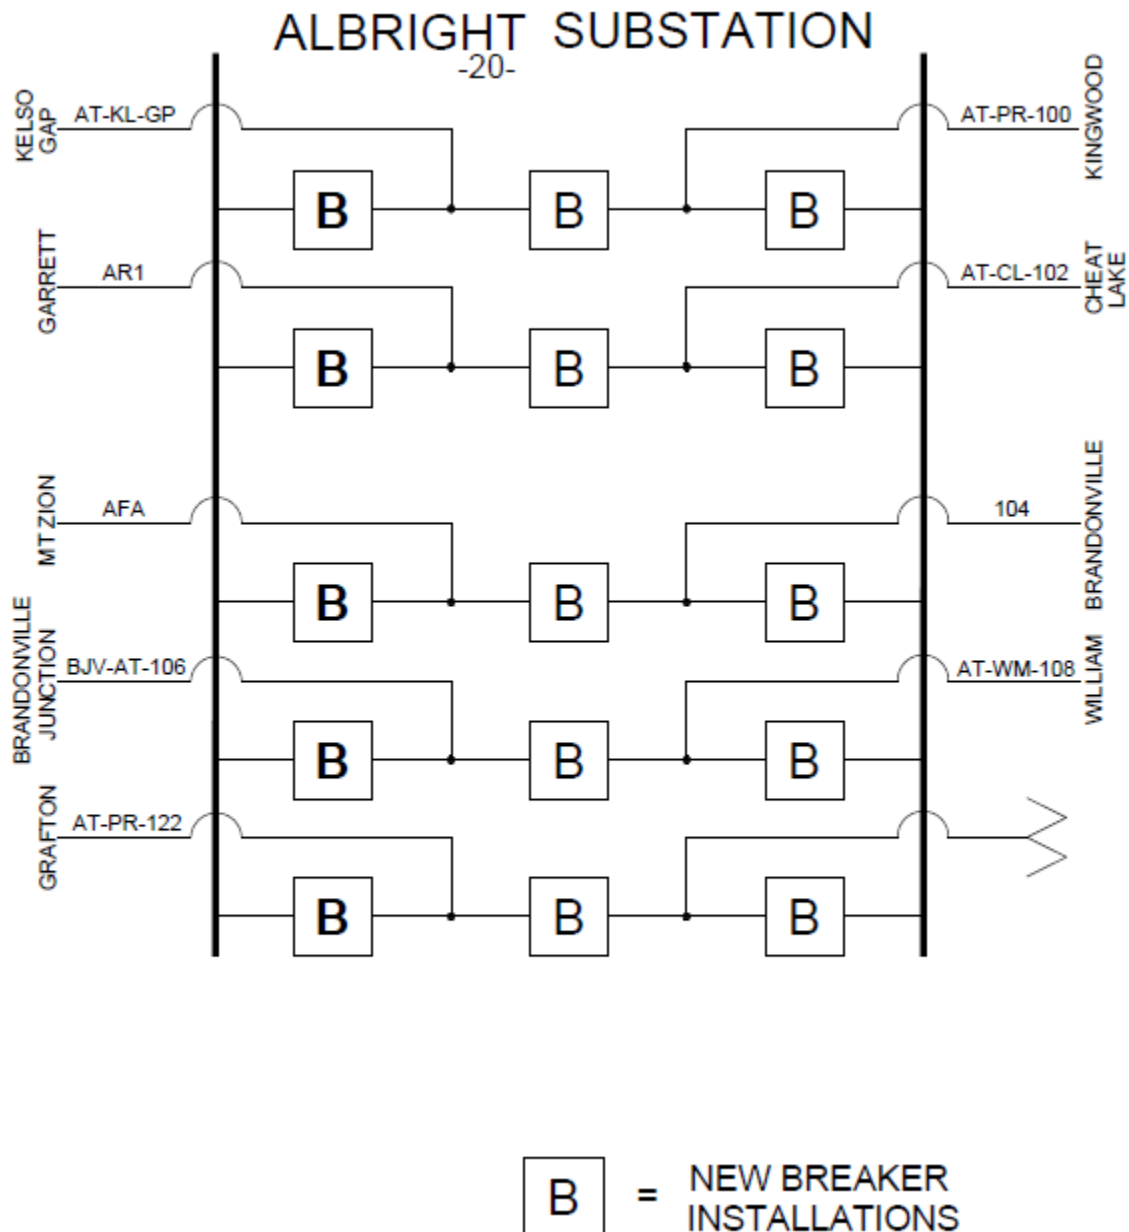 ALBRIGHT SUBSTATION
-20-
KELSO
GAP
AT-KL-GP
AT-PR-100
KINGWOOD
B B B
GARRETT
AR1
AT-CL-102
CHEAT
LAKE
B B B
MT ZION
AFA
104
BRANDONVILLE
B B B
BRANDONVILLE
JUNCTION
BJV-AT-106
AT-WM-108
WILLIAM
B B B
GRAFTON
AT-PR-122
B B B
B = NEW BREAKER
INSTALLATIONS